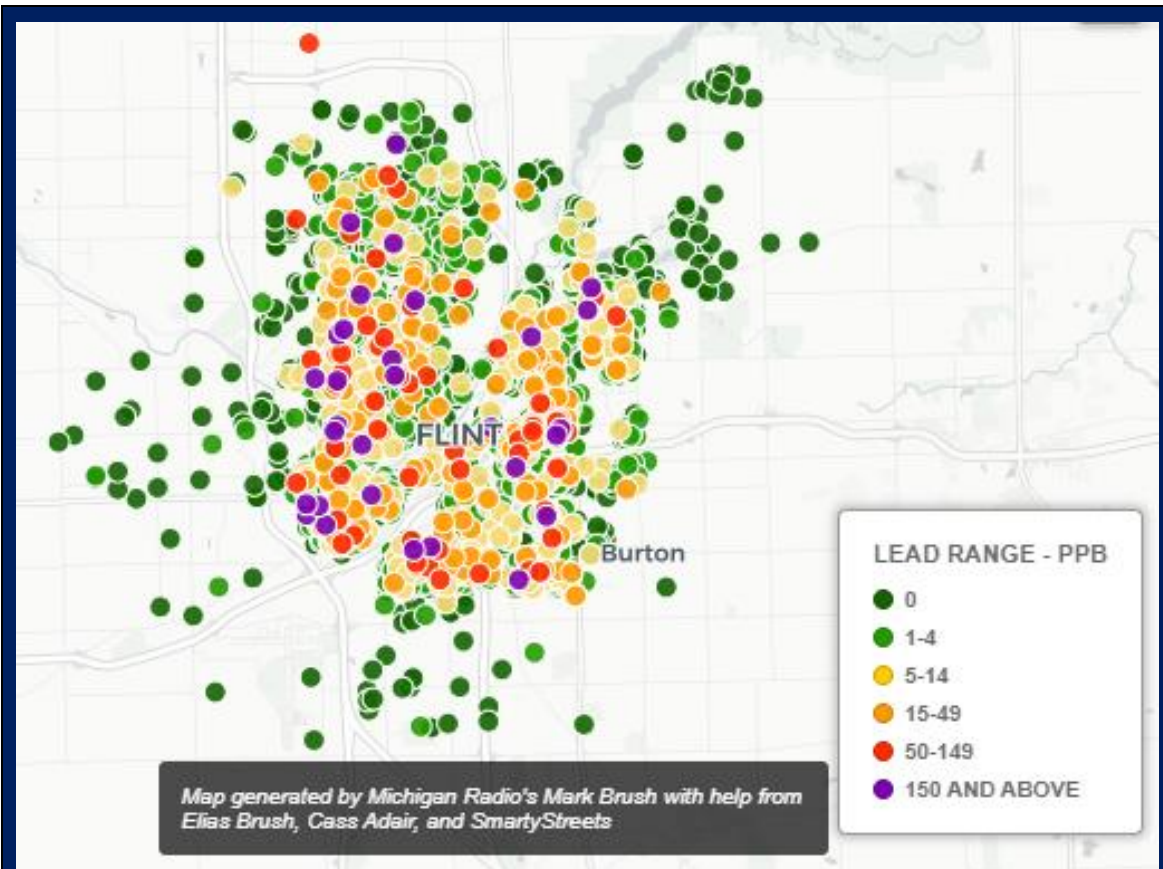 FLINT
Burton
LEAD RANGE - PPB
0
1-4
5-14
15-49
50-149
150 AND ABOVE
Map generated by Michigan Radio's Mark Brush with help from
Elias Brush, Cass Adair, and SmartyStreets